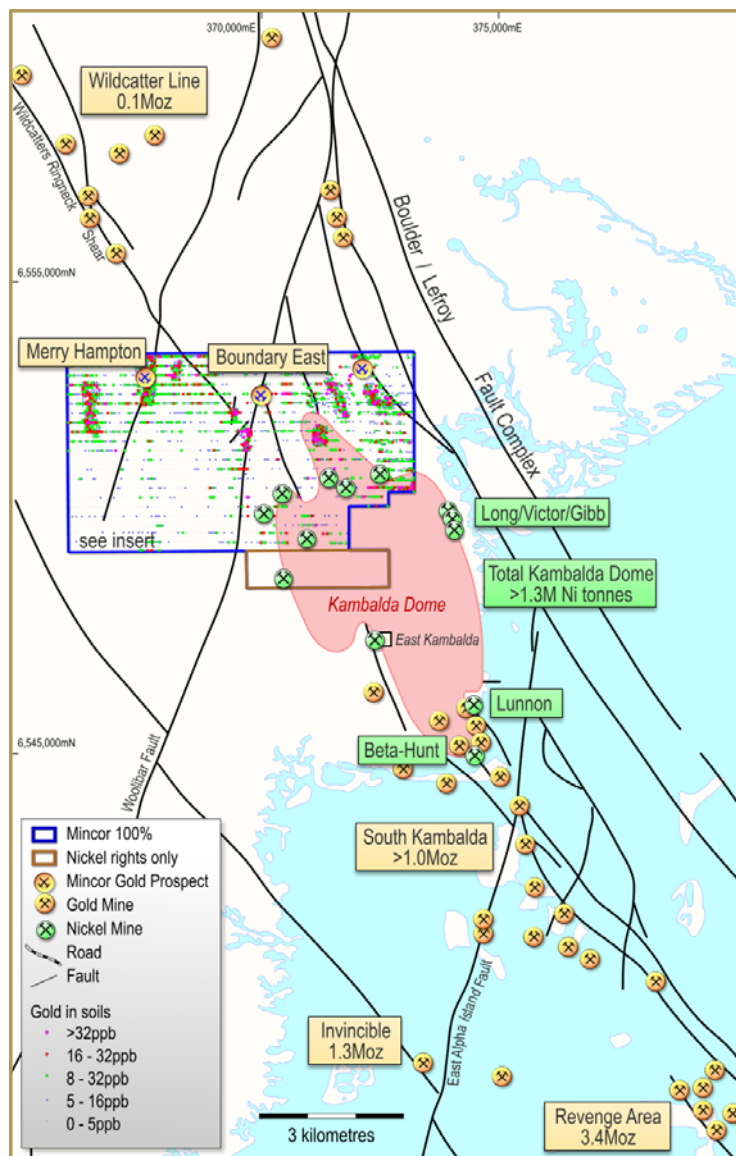 370,000mE
375,000mE
Wildcatter Line
0.1Moz
Wildcatters Ringneck
Shear
Boulder / Lefroy
Fault Complex
6,555,000mN
Merry Hampton
Boundary East
see insert
Long/Victor/Gibb
Total Kambalda Dome
>1.3M Ni tonnes
Kambalda Dome
East Kambalda
Lunnon
Beta-Hunt
6,545,000mN
Woolibar Fault
South Kambalda
>1.0Moz
East Alpha Island Fault
Invincible
1.3Moz
Revenge Area
3.4Moz
Mincor 100%
Nickel rights only
Mincor Gold Prospect
Gold Mine
Nickel Mine
Road
Fault
Gold in soils
>32ppb
16 - 32ppb
8 - 32ppb
5 - 16ppb
0 - 5ppb
3 kilometres